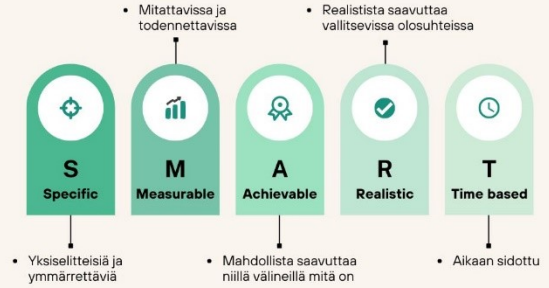 • Mitattavissa ja
todennettavissa
• Realistista saavuttaa
vallitsevissa olosuhteissa
S
Specific
M
Measurable
A
Achievable
R
Realistic
T
Time based
• Yksiselitteisiä ja
ymmärrettäviä
• Mahdollista saavuttaa
niillä välineillä mitä on
• Aikaan sidottu